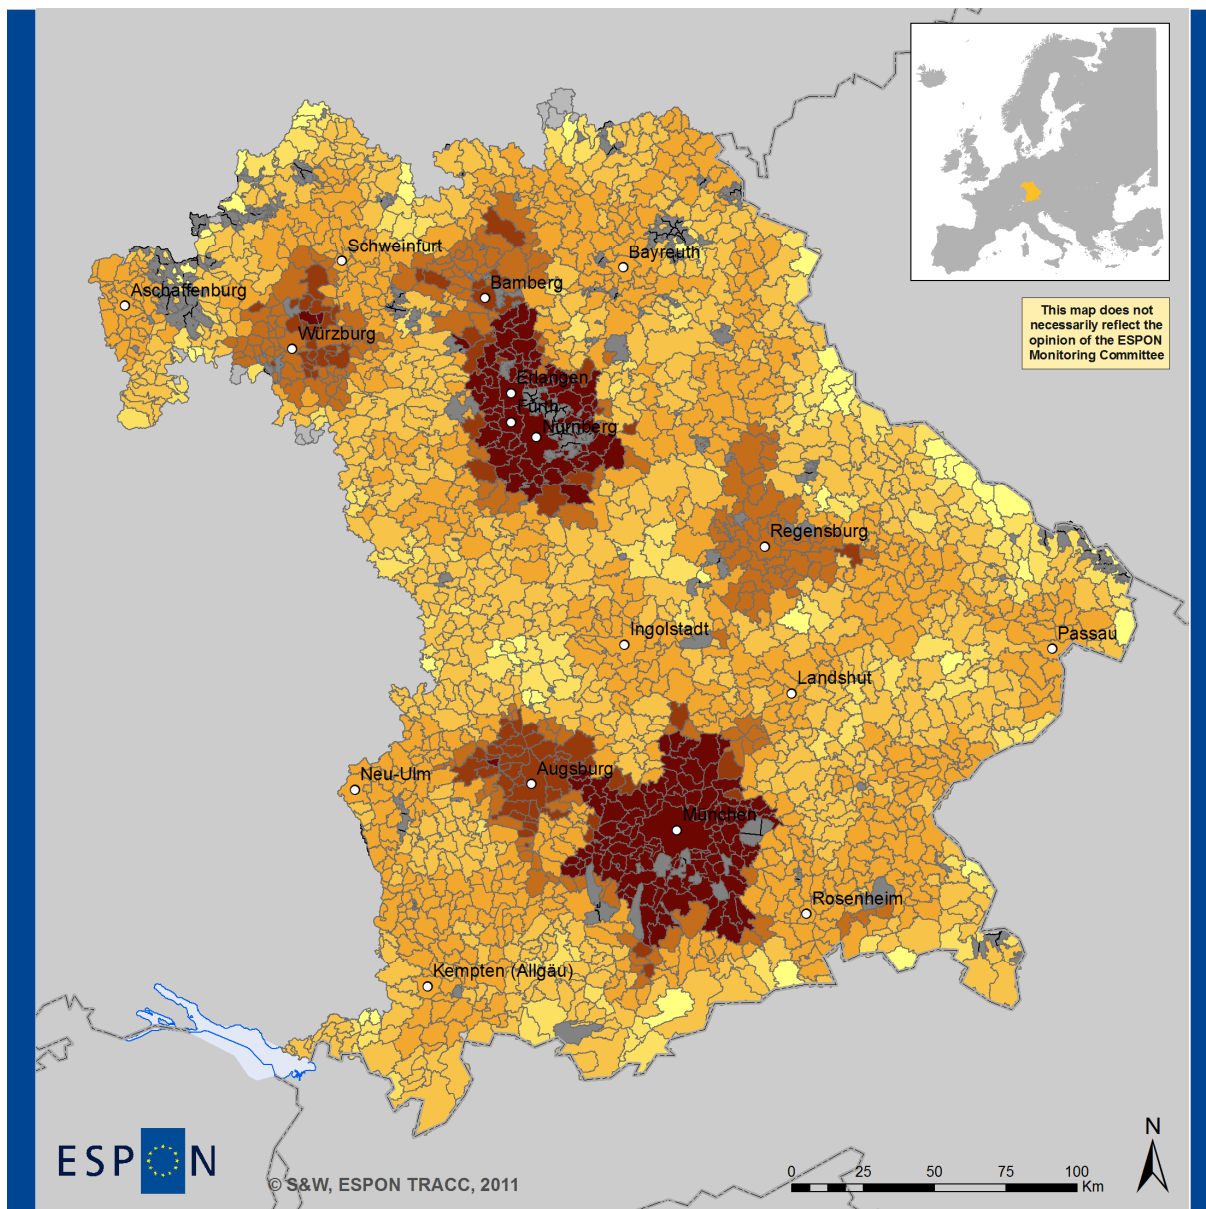 This map does not
necessarily reflect the
opinion of the ESPON
Monitoring Committee
Schweinfurt
Bayreuth
Aschaffenburg
Bamberg
Würzburg
Erlangen
Fürth
Nürnberg
Regensburg
Ingolstadt
Passau
Landshut
Neu-Ulm
Augsburg
München
Rosenheim
Kempten (Allgäu)
ESPON
© S&W, ESPON TRACC, 2011
N
0 25 50 75 100
Km